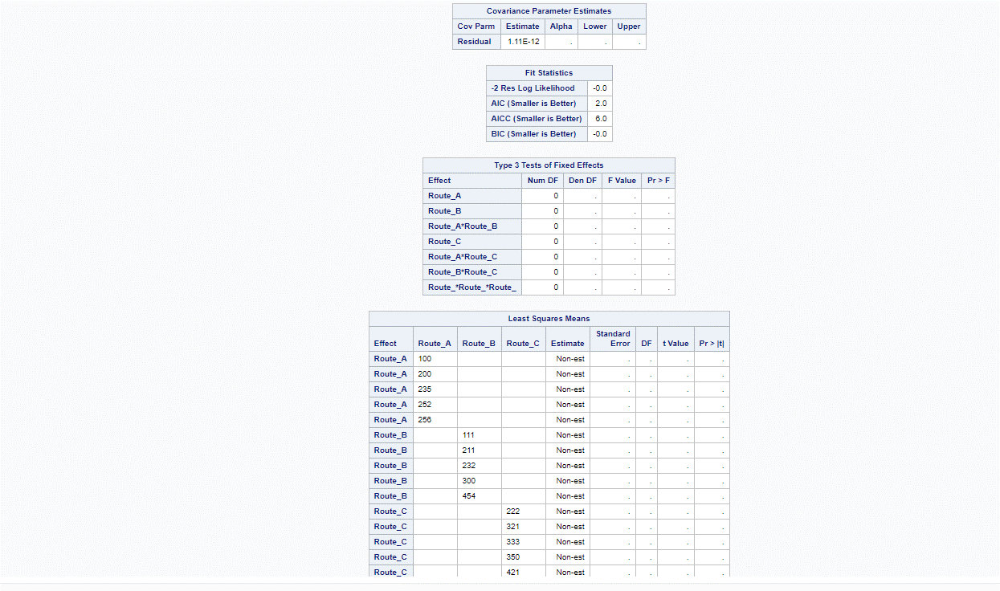 Covariance Parameter Estimates
Cov Parm Estimate Alpha Lower Upper
Residual 1.11E-12 . . .
Fit Statistics
-2 Res Log Likelihood -0.0
AIC (Smaller is Better) 2.0
AICC (Smaller is Better) 6.0
BIC (Smaller is Better) -0.0
Type 3 Tests of Fixed Effects
Effect Num DF Den DF F Value Pr > F
Route_A 0 . . .
Route_B 0 . . .
Route_A*Route_B 0 . . .
Route_C 0 . . .
Route_A*Route_C 0 . . .
Route_B*Route_C 0 . . .
Route_*Route_*Route_ 0 . . .
Least Squares Means
Effect Route_A Route_B Route_C Estimate Standard Error DF t Value Pr > |t|
Route_A 100 Non-est . . . .
Route_A 200 Non-est . . . .
Route_A 235 Non-est . . . .
Route_A 252 Non-est . . . .
Route_A 256 Non-est . . . .
Route_B 111 Non-est . . . .
Route_B 211 Non-est . . . .
Route_B 232 Non-est . . . .
Route_B 300 Non-est . . . .
Route_B 454 Non-est . . . .
Route_C 222 Non-est . . . .
Route_C 321 Non-est . . . .
Route_C 333 Non-est . . . .
Route_C 350 Non-est . . . .
Route_C 421 Non-est . . . .